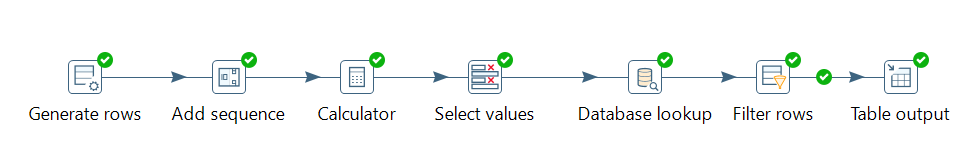 Generate rows
Add sequence
Calculator
Select values
Database lookup
Filter rows
Table output